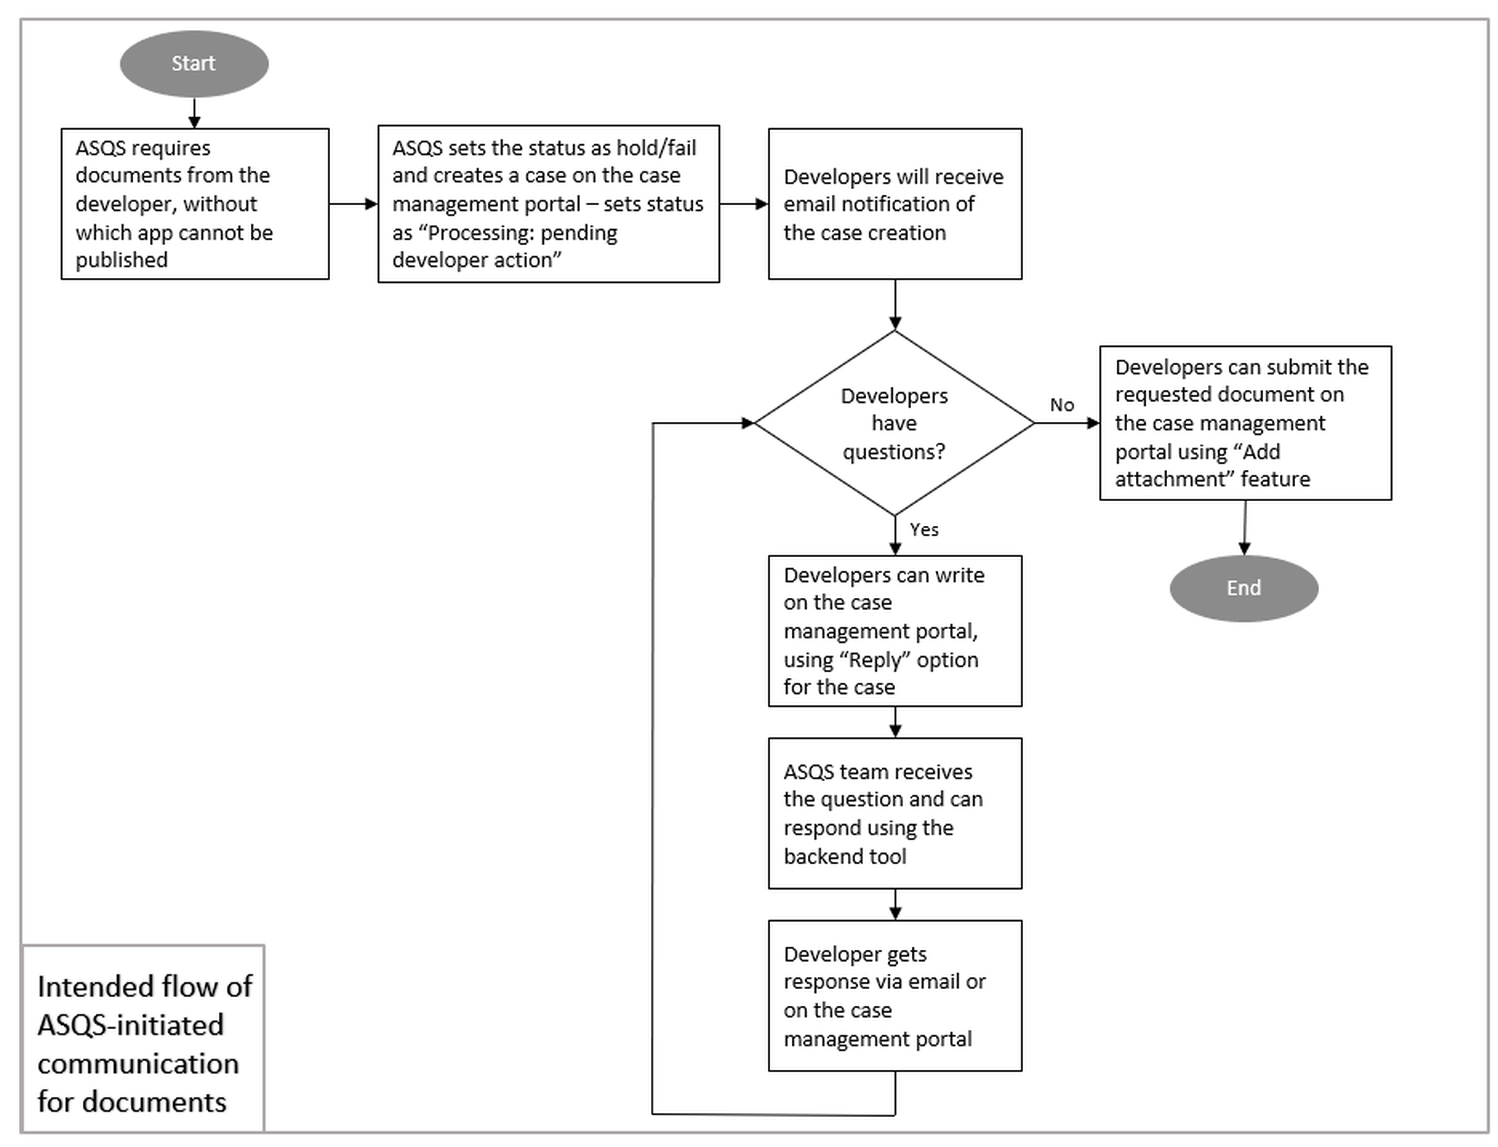 Start
ASQS requires
documents from the
developer, without
which app cannot be
published
ASQS sets the status as hold/fail
and creates a case on the case
management portal – sets status
as “Processing: pending
developer action”
Developers will receive
email notification of
the case creation
Developers
have
questions?
No
Developers can submit the
requested document on
the case management
portal using “Add
attachment” feature
End
Yes
Developers can write
on the case
management portal,
using “Reply” option
for the case
ASQS team receives
the question and can
respond using the
backend tool
Developer gets
response via email or
on the case
management portal
Intended flow of
ASQS-initiated
communication
for documents